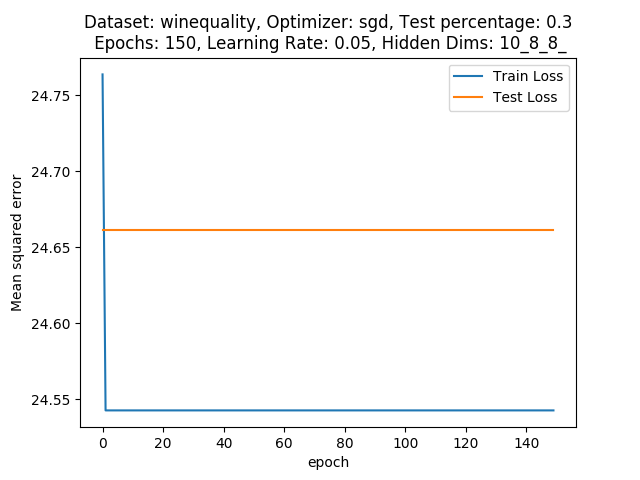 Dataset: winequality, Optimizer: sgd, Test percentage: 0.3
Epochs: 150, Learning Rate: 0.05, Hidden Dims: 10_8_8_
Train Loss
Test Loss
24.75
24.70
24.65
24.60
24.55
Mean squared error
0 20 40 60 80 100 120 140
epoch